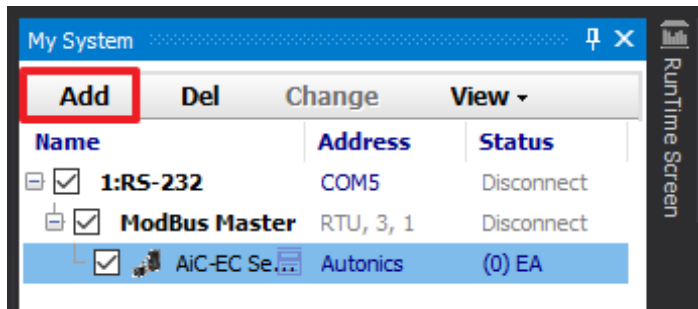 My System
Add Del Change View
Name Address Status
1:RS-232 COM5 Disconnect
ModBus Master RTU, 3, 1 Disconnect
AiC-EC Se... Autonics (0) EA
RunTime Screen